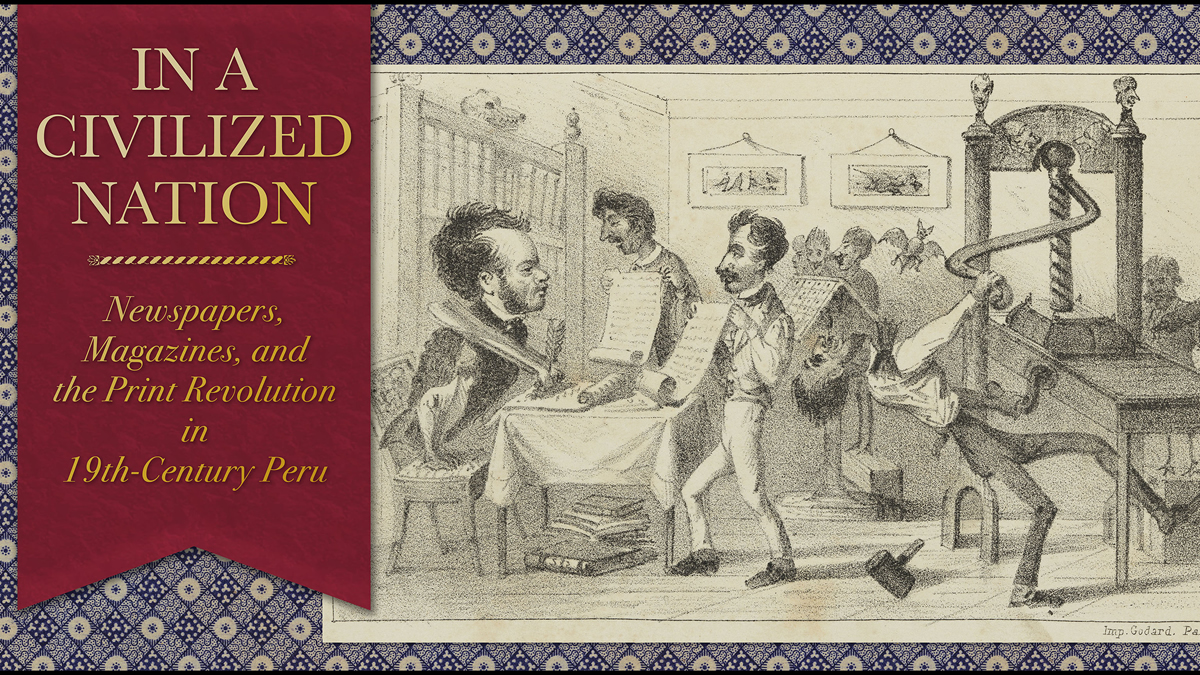 IN A
CIVILIZED
NATION
Newspapers,
Magazines, and
the Print Revolution
in
19th-Century Peru
Imp. Godard. Pa